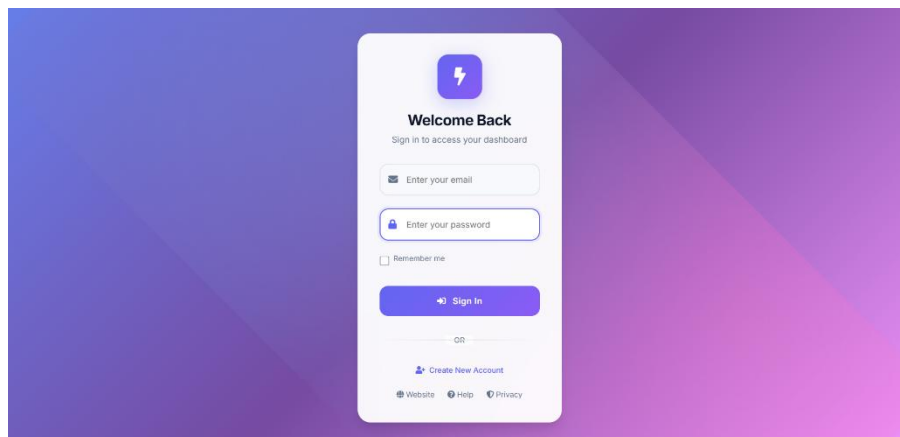 Welcome Back
Sign in to access your dashboard
Enter your email
Enter your password
Remember me
Sign In
OR
Create New Account
Website Help Privacy